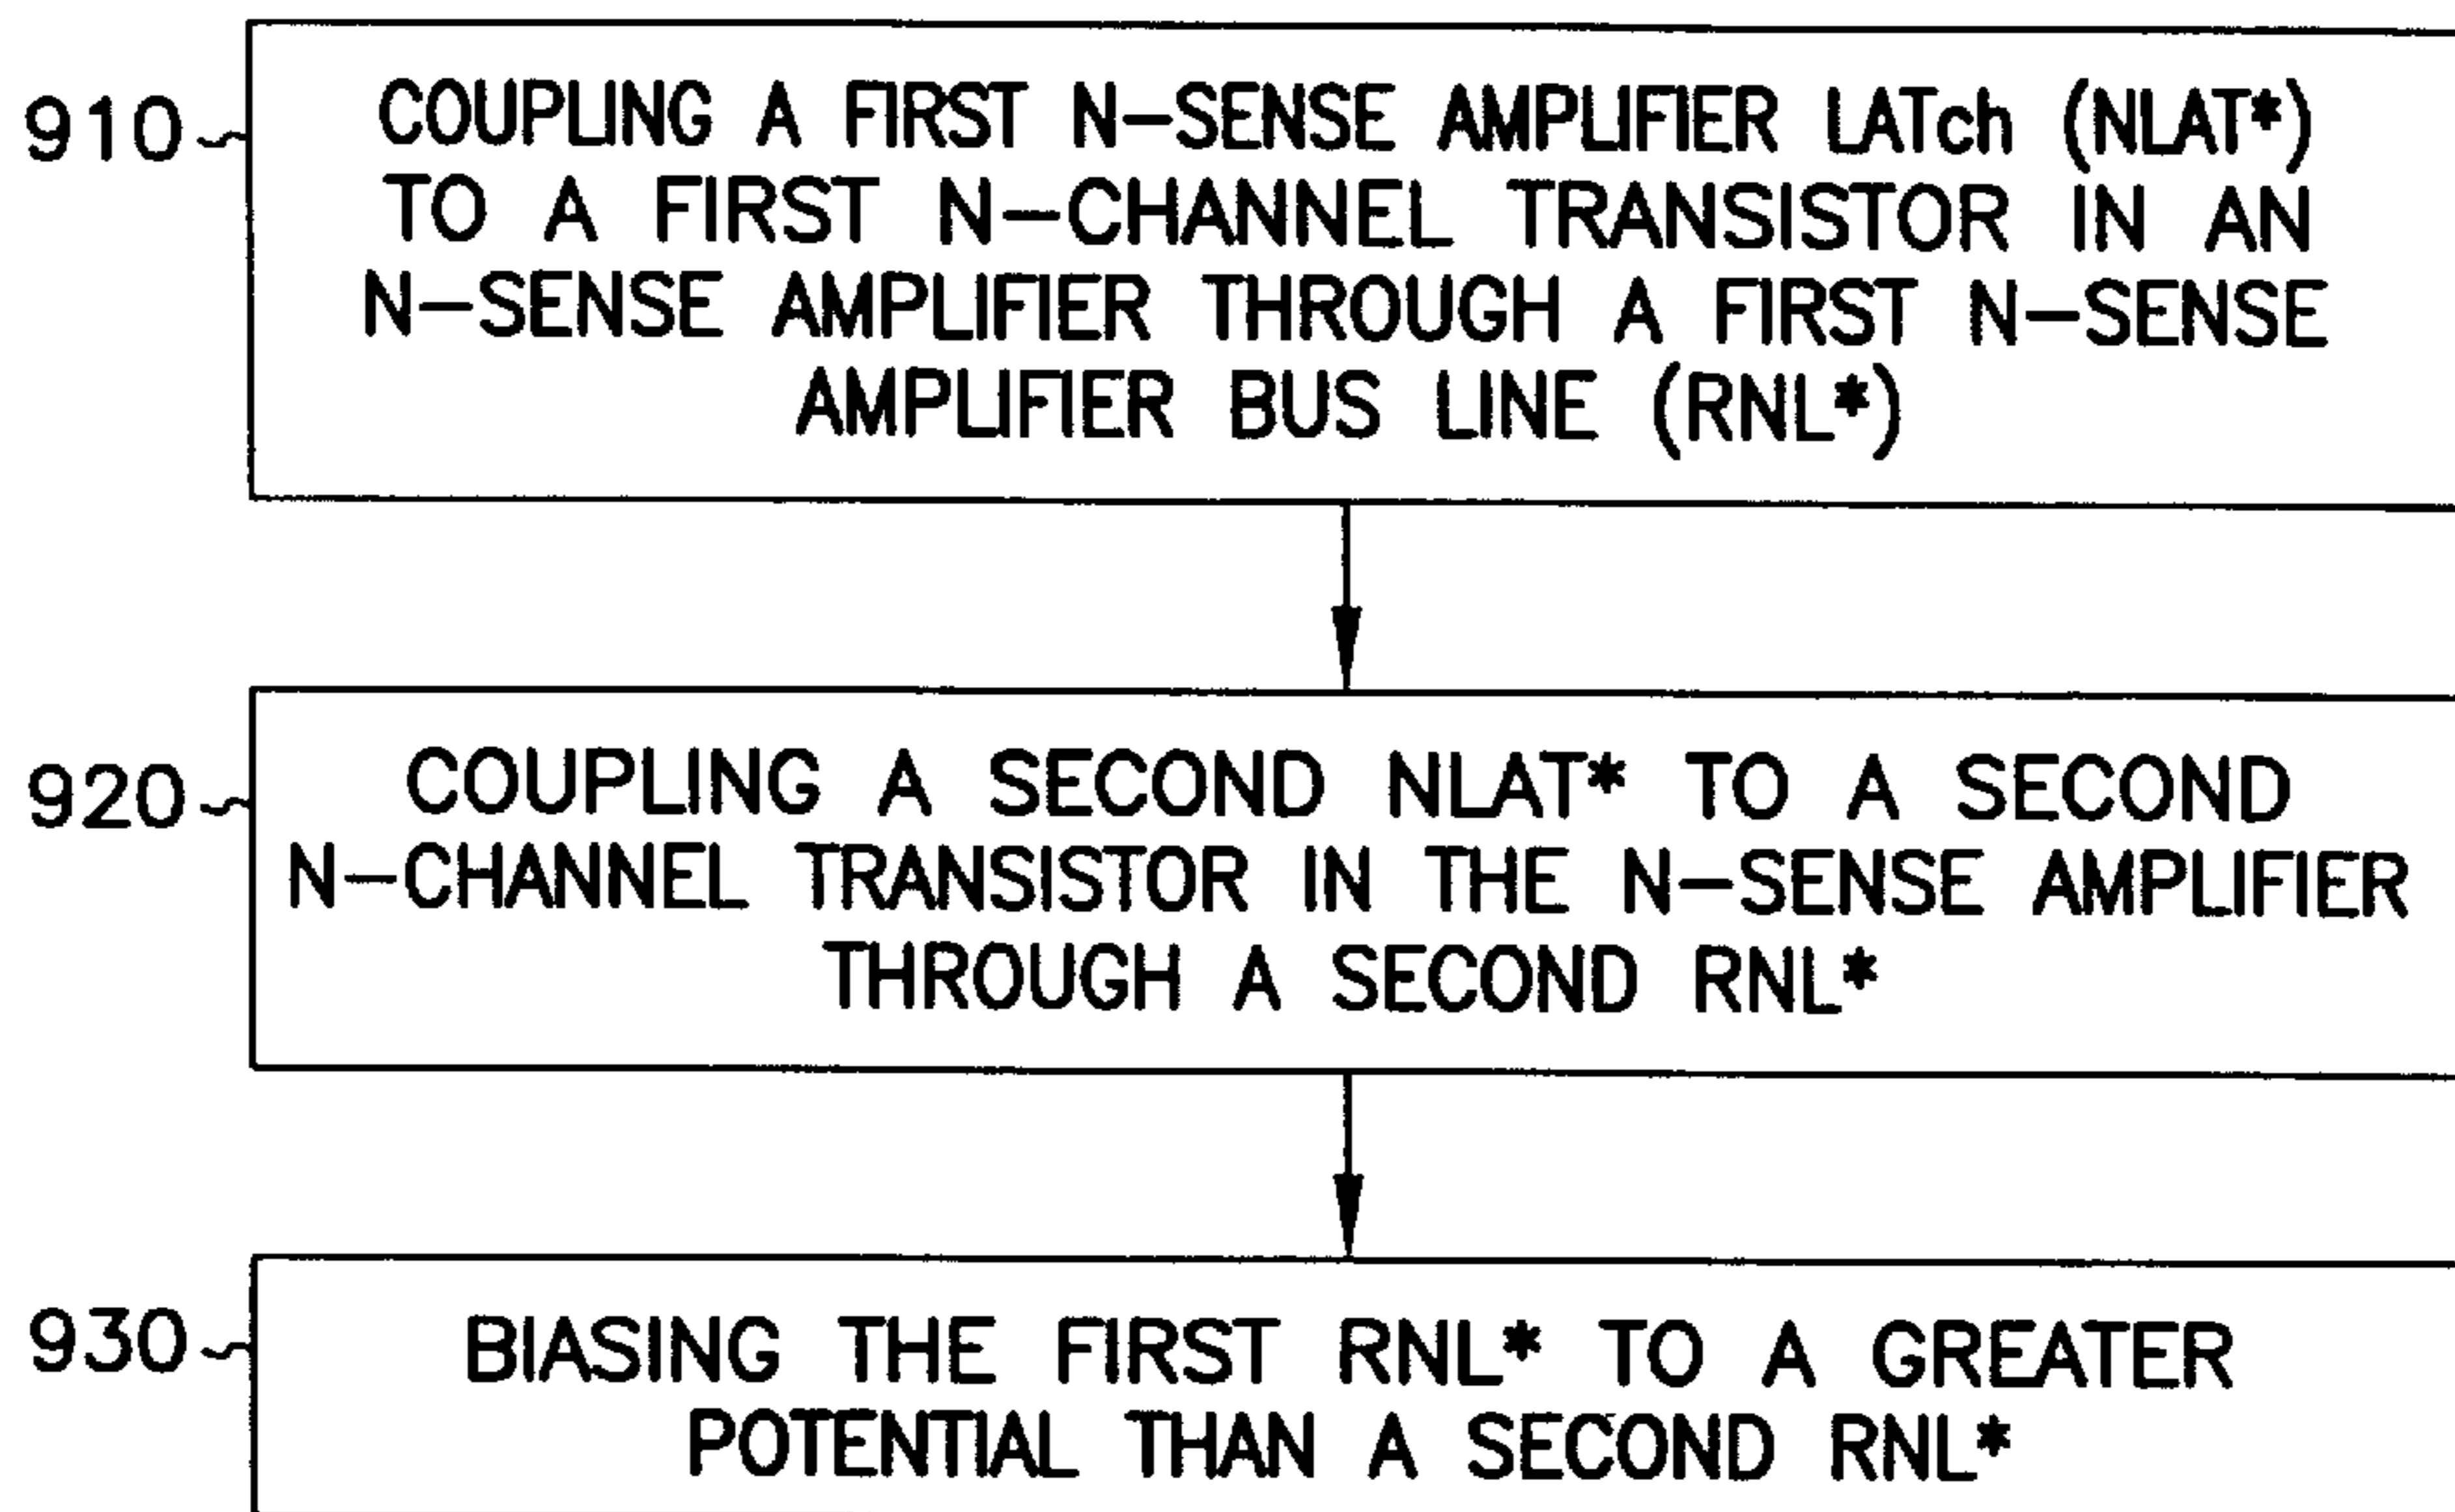 910
COUPLING A FIRST N-SENSE AMPLIFIER LATch (NLAT*)
TO A FIRST N-CHANNEL TRANSISTOR IN AN
N-SENSE AMPLIFIER THROUGH A FIRST N-SENSE
AMPLIFIER BUS LINE (RNL*)
920
COUPLING A SECOND NLAT* TO A SECOND
N-CHANNEL TRANSISTOR IN THE N-SENSE AMPLIFIER
THROUGH A SECOND RNL*
930
BIASING THE FIRST RNL* TO A GREATER
POTENTIAL THAN A SECOND RNL*